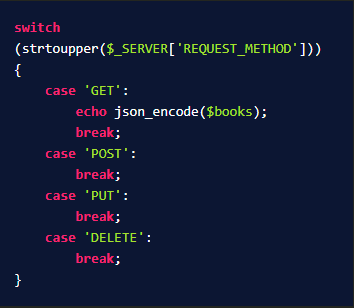 switch
(strtoupper($_SERVER['REQUEST_METHOD']))
{
    case 'GET':
        echo json_encode($books);
        break;
    case 'POST':
        break;
    case 'PUT':
        break;
    case 'DELETE':
        break;
}